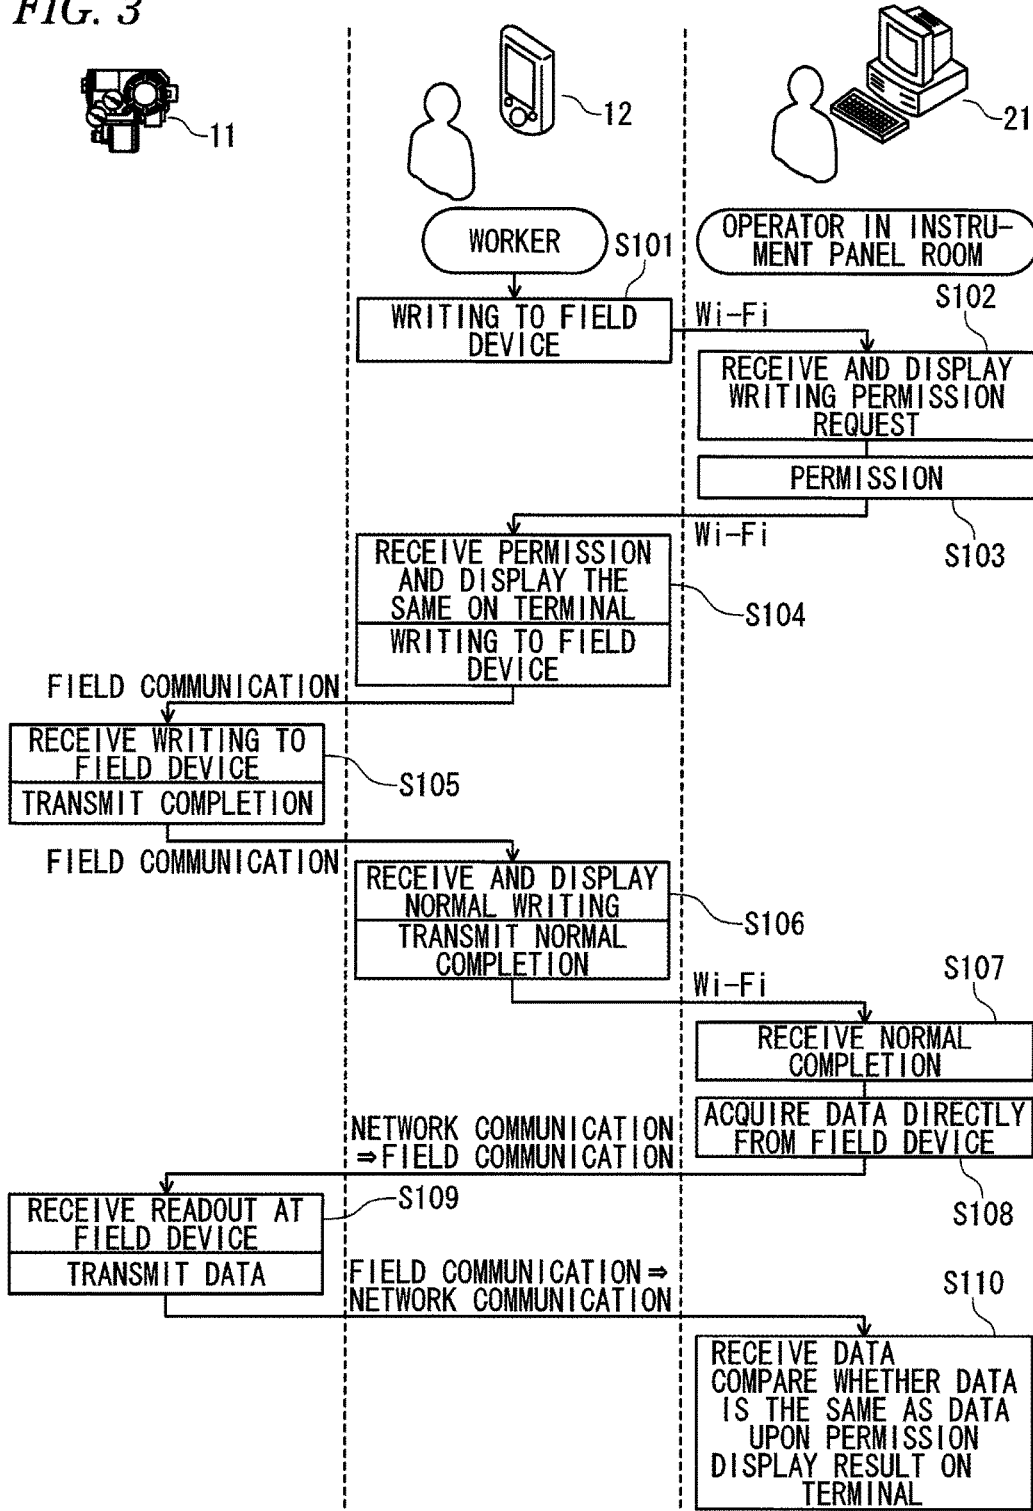 FIG. 3
11
12
21
WORKER
OPERATOR IN INSTRU-
MENT PANEL ROOM
S101
WRITING TO FIELD
DEVICE
Wi-Fi
S102
RECEIVE AND DISPLAY
WRITING PERMISSION
REQUEST
PERMISSION
S103
Wi-Fi
RECEIVE PERMISSION
AND DISPLAY THE
SAME ON TERMINAL
WRITING TO FIELD
DEVICE
S104
FIELD COMMUNICATION
RECEIVE WRITING TO
FIELD DEVICE
TRANSMIT COMPLETION
S105
FIELD COMMUNICATION
RECEIVE AND DISPLAY
NORMAL WRITING
TRANSMIT NORMAL
COMPLETION
S106
Wi-Fi
S107
RECEIVE NORMAL
COMPLETION
ACQUIRE DATA DIRECTLY
FROM FIELD DEVICE
S108
NETWORK COMMUNICATION
⇒FIELD COMMUNICATION
RECEIVE READOUT AT
FIELD DEVICE
TRANSMIT DATA
S109
FIELD COMMUNICATION⇒
NETWORK COMMUNICATION
S110
RECEIVE DATA
COMPARE WHETHER DATA
IS THE SAME AS DATA
UPON PERMISSION
DISPLAY RESULT ON
TERMINAL